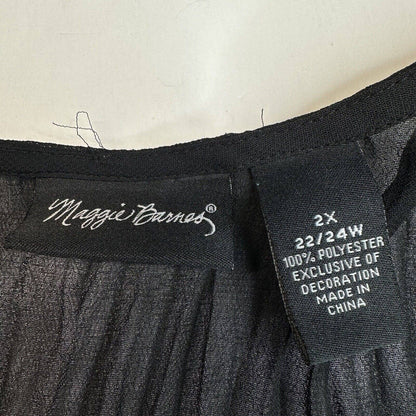 Maggie Barnes®
2X
22/24W
100% POLYESTER
EXCLUSIVE OF
DECORATION
MADE IN
CHINA